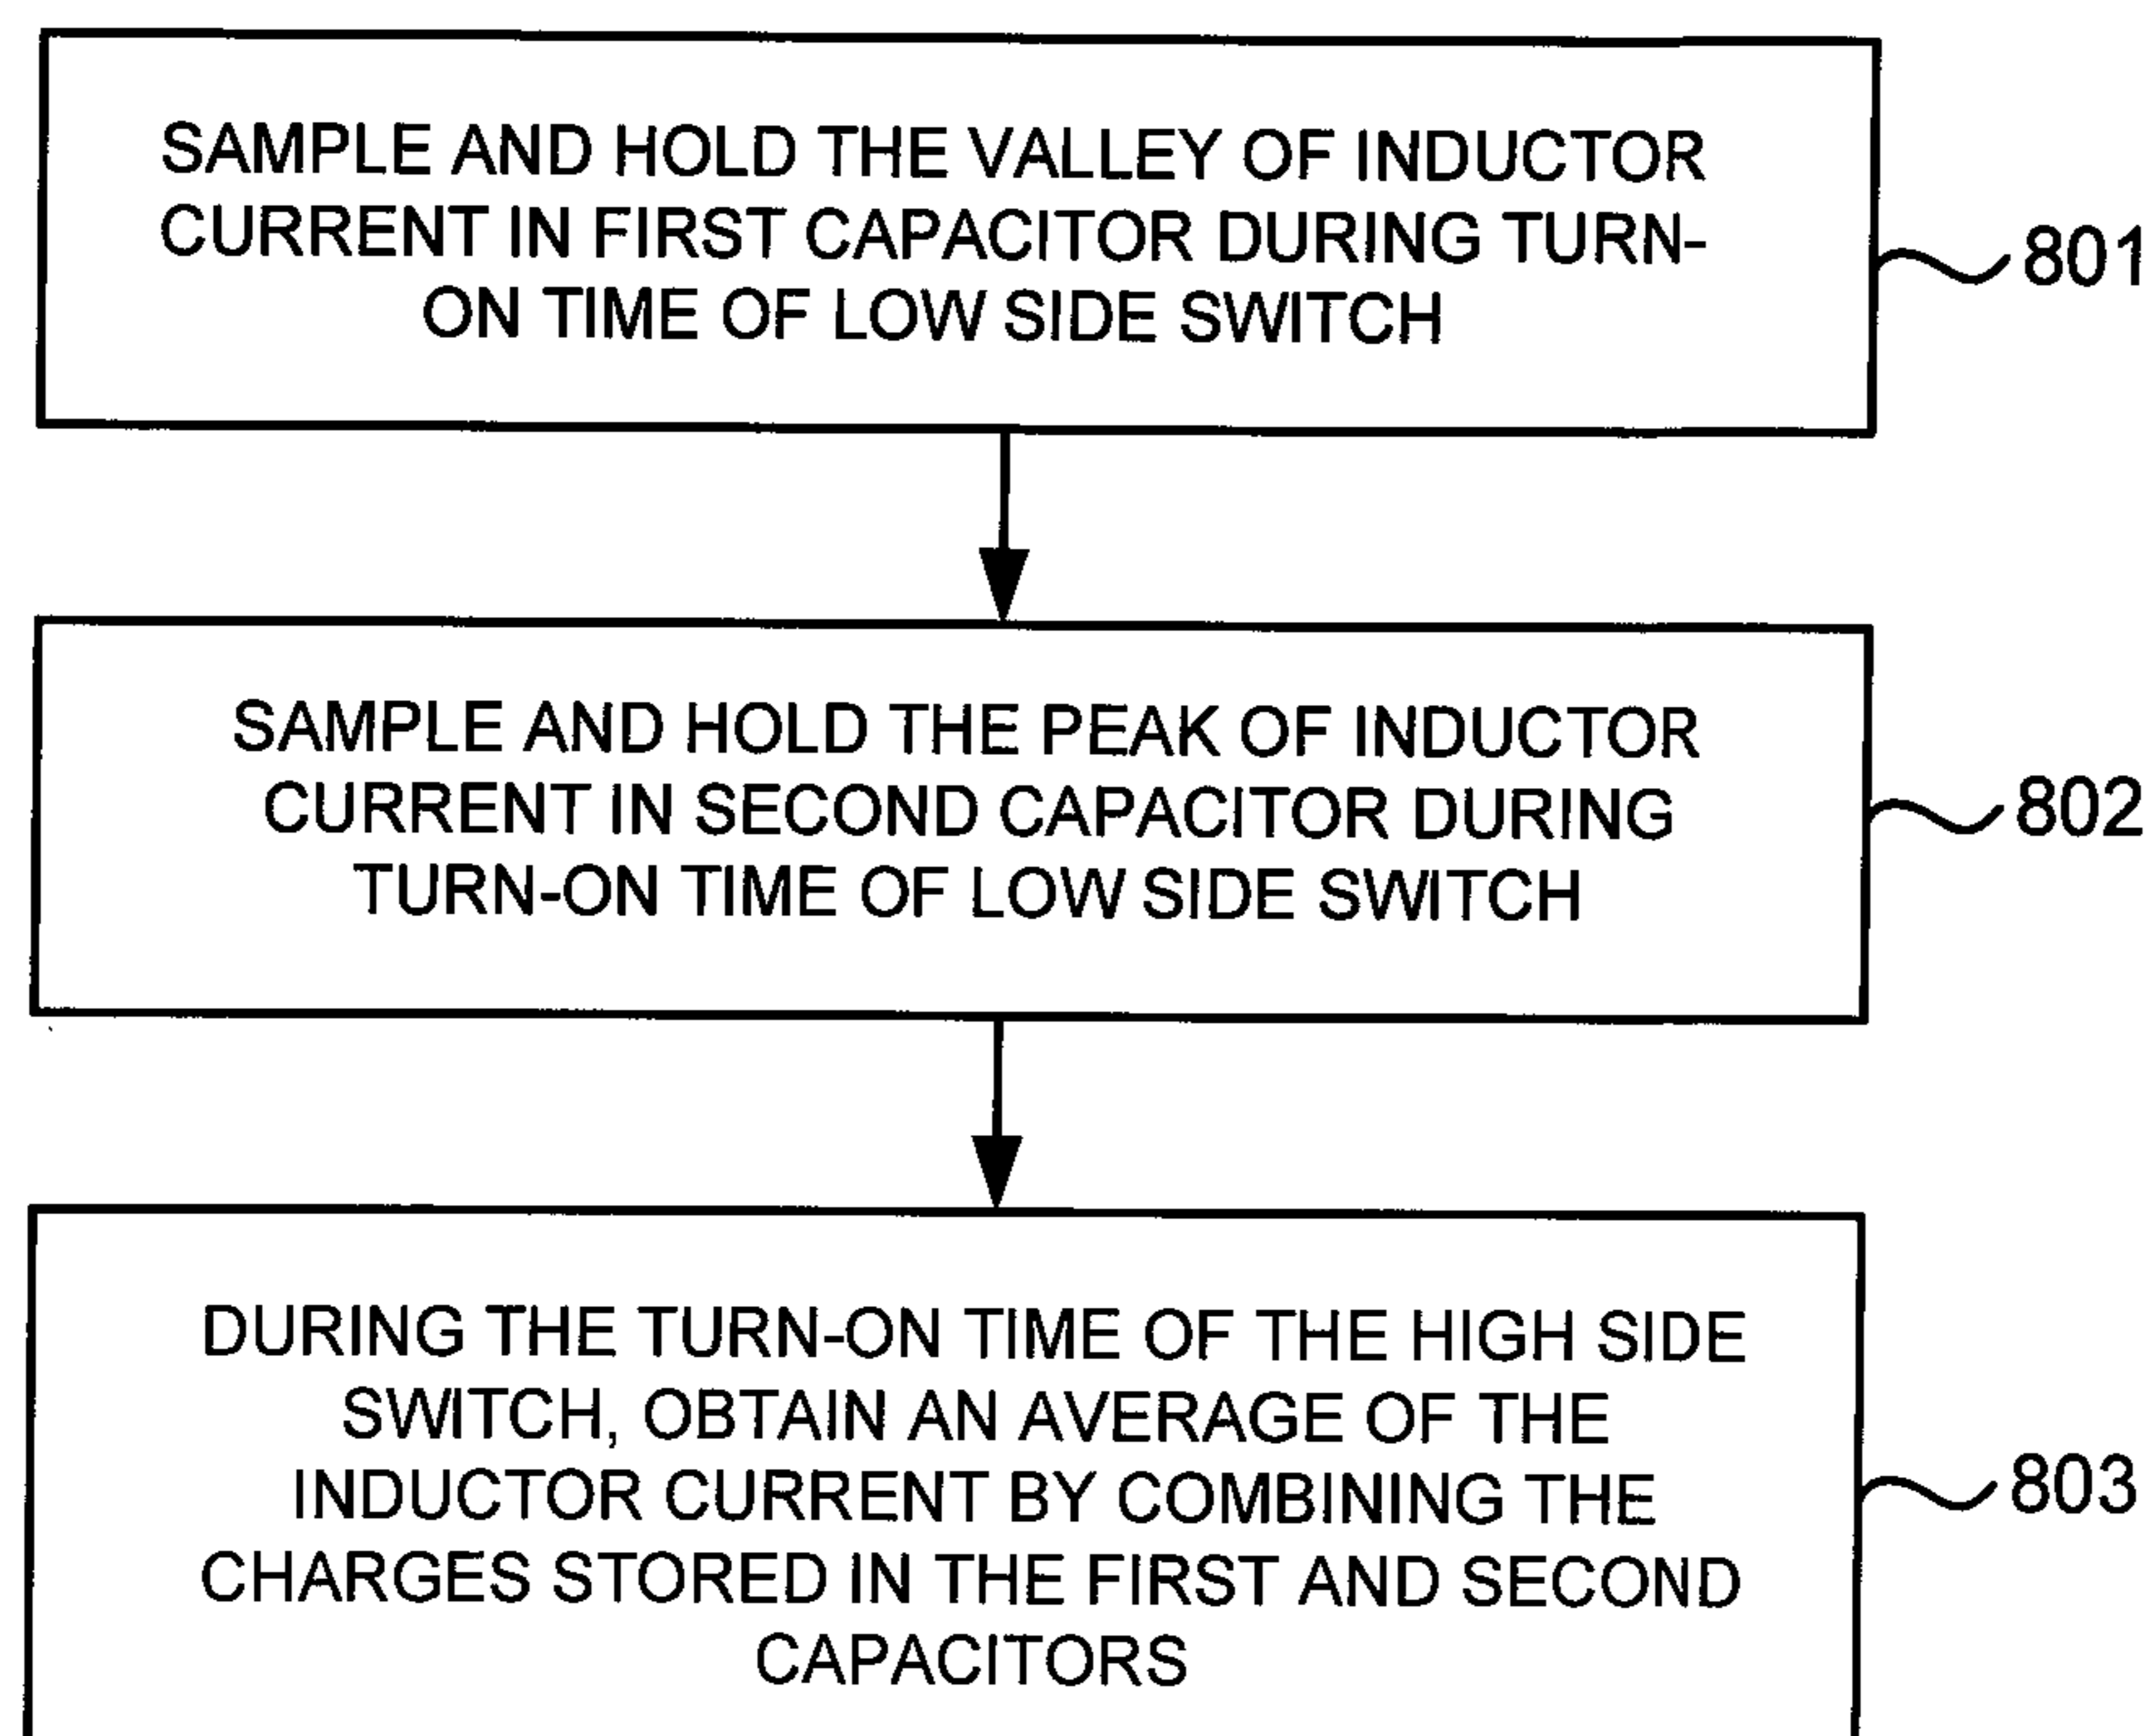 SAMPLE AND HOLD THE VALLEY OF INDUCTOR
CURRENT IN FIRST CAPACITOR DURING TURN-
ON TIME OF LOW SIDE SWITCH
801
SAMPLE AND HOLD THE PEAK OF INDUCTOR
CURRENT IN SECOND CAPACITOR DURING
TURN-ON TIME OF LOW SIDE SWITCH
802
DURING THE TURN-ON TIME OF THE HIGH SIDE
SWITCH, OBTAIN AN AVERAGE OF THE
INDUCTOR CURRENT BY COMBINING THE
CHARGES STORED IN THE FIRST AND SECOND
CAPACITORS
803